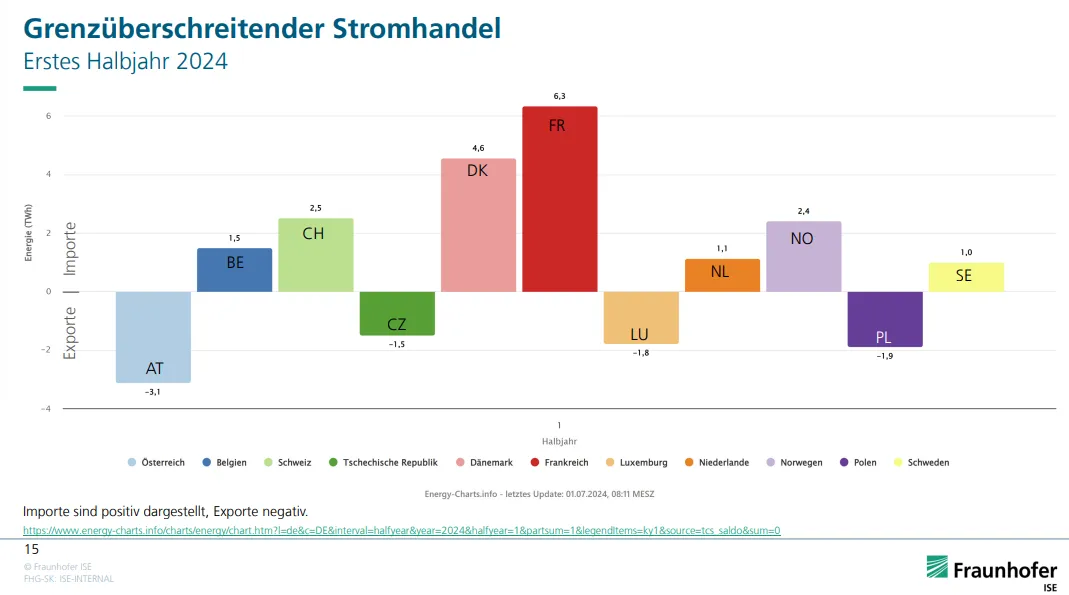 Grenzüberschreitender Stromhandel
Erstes Halbjahr 2024
Energie (TWh)
Importe
Exporte
6
4
2
0
−2
−4
AT
−3,1
1,5
BE
2,5
CH
CZ
−1,5
4,6
DK
6,3
FR
LU
−1,8
1,1
NL
2,4
NO
PL
−1,9
1,0
SE
1
Halbjahr
Österreich Belgien Schweiz Tschechische Republik Dänemark Frankreich Luxemburg Niederlande Norwegen Polen Schweden
Energy-Charts.info - letztes Update: 01.07.2024, 08:11 MESZ
Importe sind positiv dargestellt, Exporte negativ.
https://www.energy-charts.info/charts/energy/chart.htm?l=de&c=DE&interval=halfyear&year=2024&halfyear=1&partsum=1&legendItems=ky1&source=tcs_saldo&sum=0
15
© Fraunhofer ISE
FHG-SK: ISE-INTERNAL
Fraunhofer
ISE